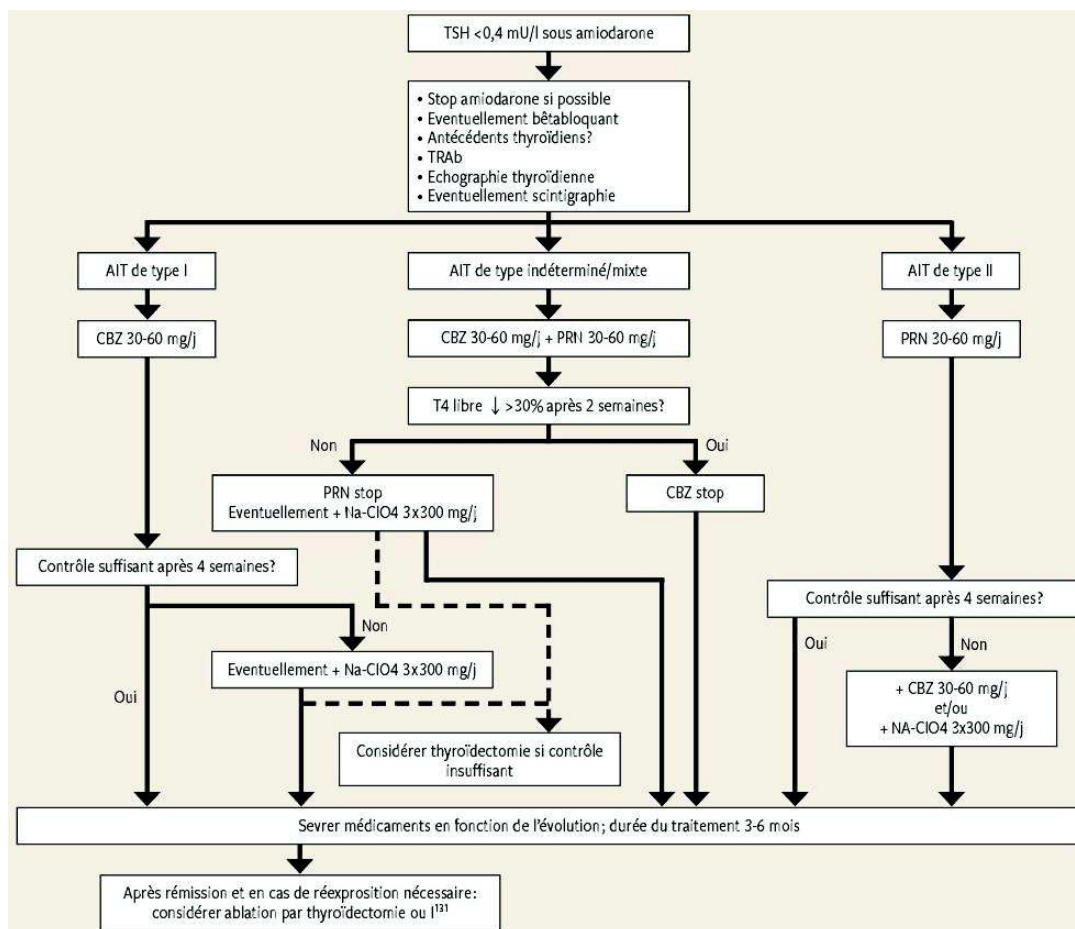 TSH <0,4 mU/l sous amiodarone
• Stop amiodarone si possible
• Eventuellement bêtabloquant
• Antécédents thyroïdiens?
• TRAb
• Echographie thyroïdienne
• Eventuellement scintigraphie
AIT de type I
AIT de type indéterminé/mixte
AIT de type II
CBZ 30-60 mg/j
CBZ 30-60 mg/j + PRN 30-60 mg/j
PRN 30-60 mg/j
T4 libre ↓ >30% après 2 semaines?
Non
Oui
PRN stop
Eventuellement + Na-ClO4 3x300 mg/j
CBZ stop
Contrôle suffisant après 4 semaines?
Contrôle suffisant après 4 semaines?
Non
Oui
Non
Eventuellement + Na-ClO4 3x300 mg/j
Oui
+ CBZ 30-60 mg/j
et/ou
+ NA-ClO4 3x300 mg/j
Considérer thyroïdectomie si contrôle
insuffisant
Sevrer médicaments en fonction de l'évolution; durée du traitement 3-6 mois
Après rémission et en cas de réexprosition nécessaire:
considérer ablation par thyroïdectomie ou I¹³¹